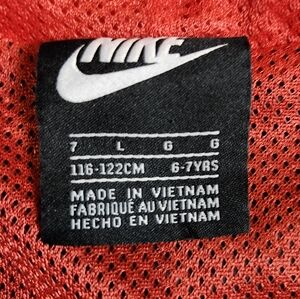 NIKE
7 L G G
116-122CM 6-7YRS
MADE IN VIETNAM
FABRIQUÉ AU VIETNAM
HECHO EN VIETNAM